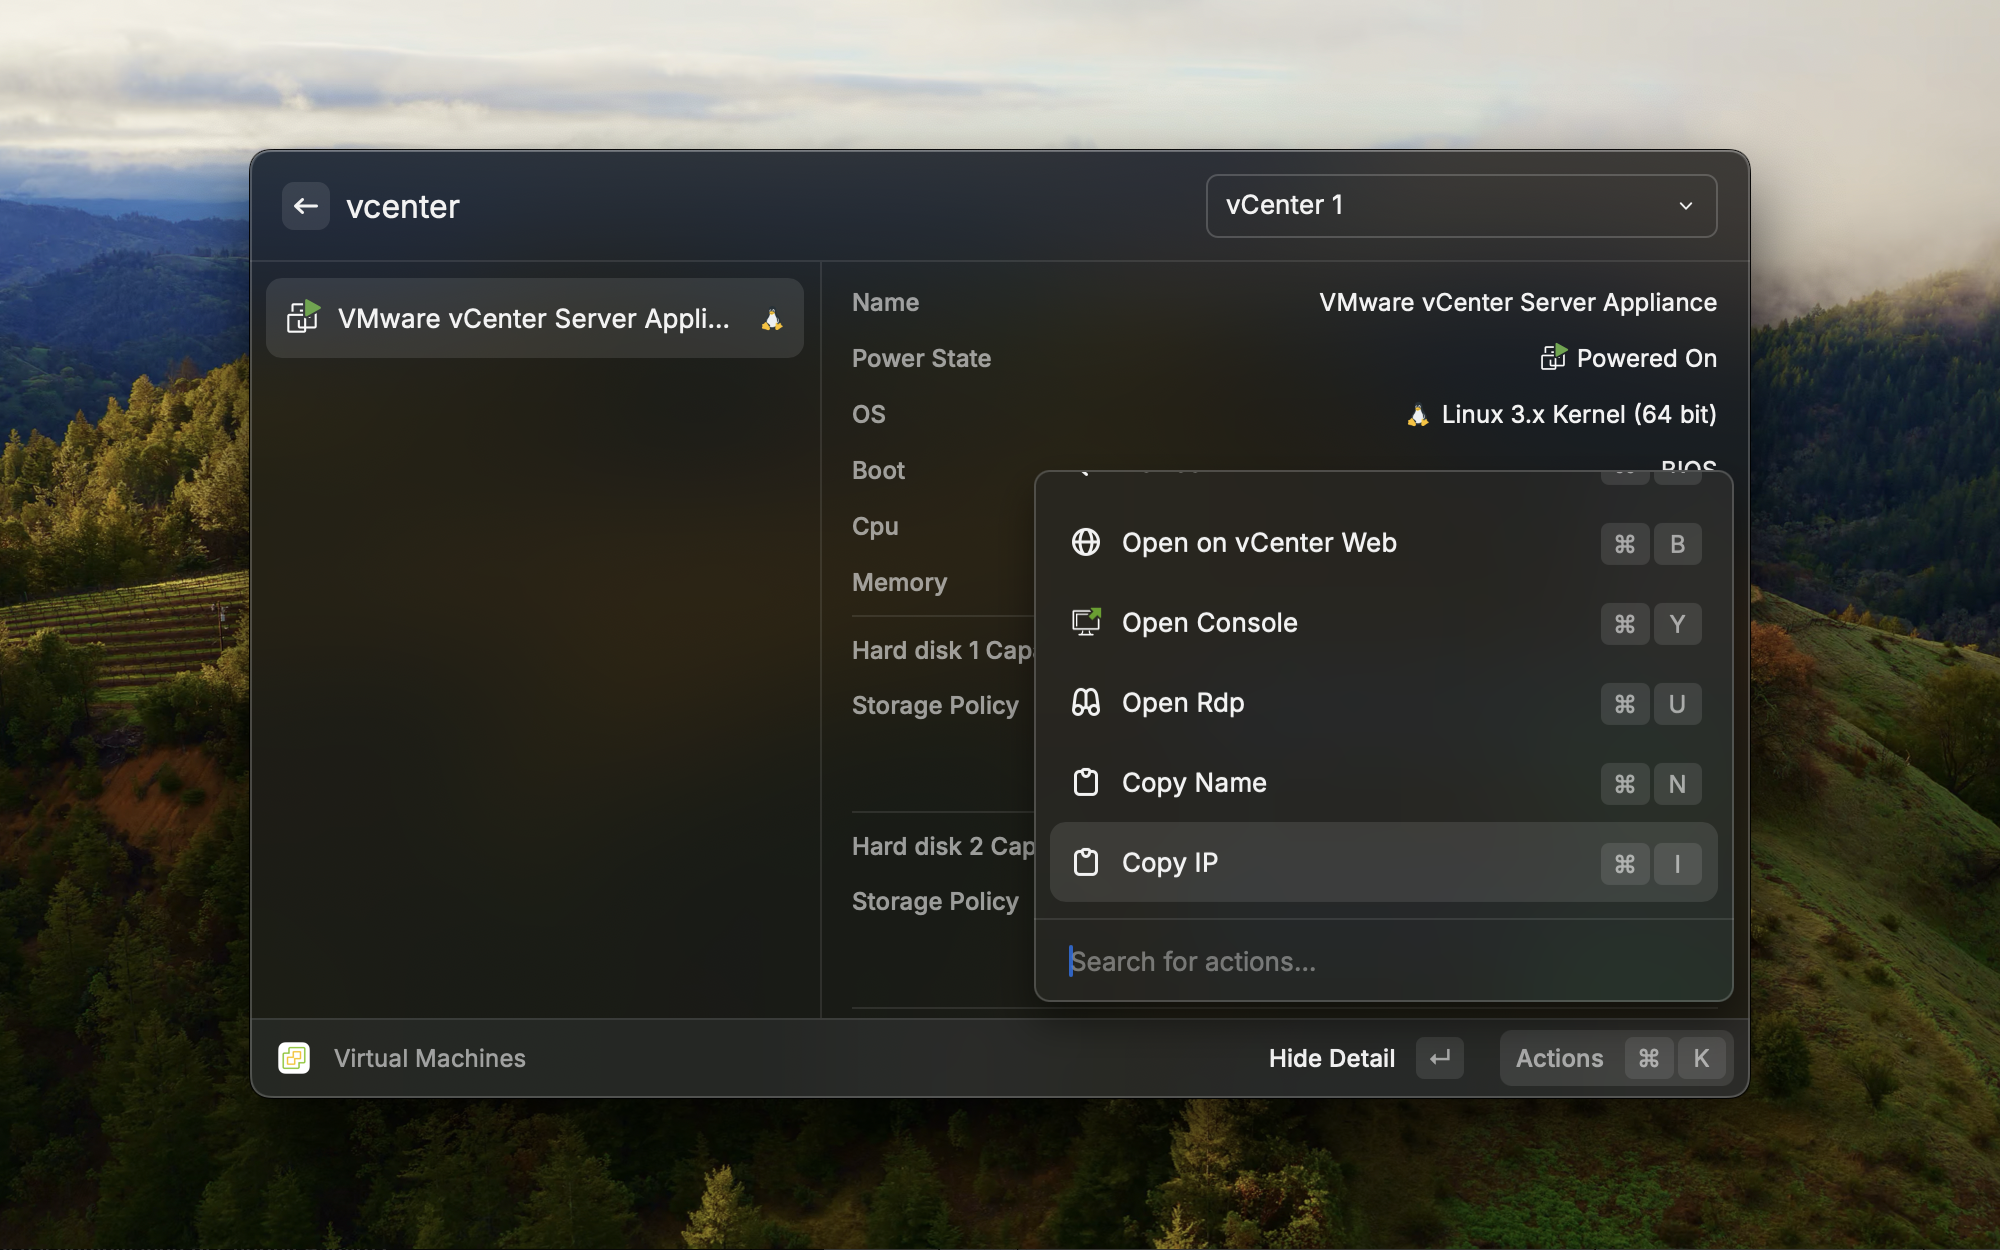 vcenter
vCenter 1
VMware vCenter Server Appli...
Name VMware vCenter Server Appliance
Power State Powered On
OS Linux 3.x Kernel (64 bit)
Boot BIOS
Cpu
Memory
Hard disk 1 Cap
Storage Policy
Hard disk 2 Cap
Storage Policy
Open on vCenter Web ⌘ B
Open Console ⌘ Y
Open Rdp ⌘ U
Copy Name ⌘ N
Copy IP ⌘ I
Search for actions...
Virtual Machines
Hide Detail ↵
Actions ⌘ K